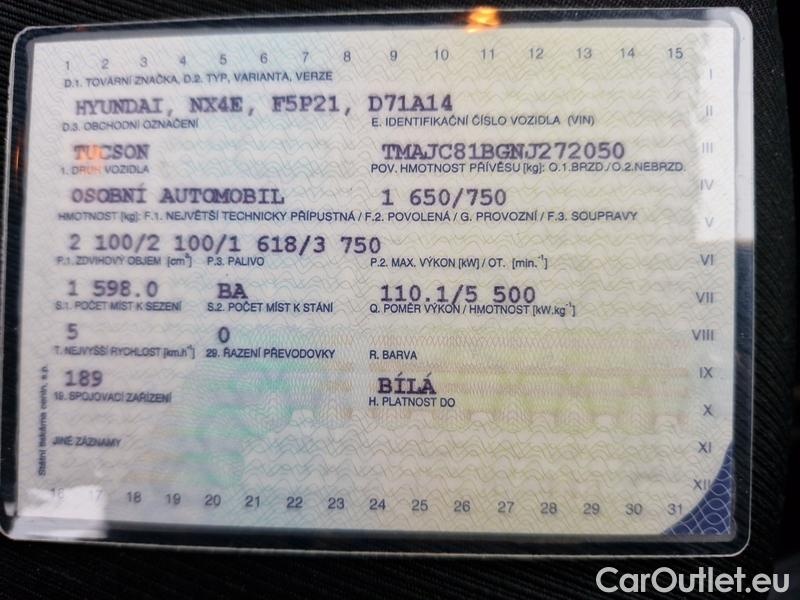 1 2 3 4 5 6 7 8 9 10 11 12 13 14 15
D.1. TOVÁRNÍ ZNAČKA, D.2. TYP, VARIANTA, VERZE I
HYUNDAI, NX4E, F5P21, D71A14
D.3. OBCHODNÍ OZNAČENÍ E. IDENTIFIKAČNÍ ČÍSLO VOZIDLA (VIN) II
TUCSON TMAJC81BGNJ272050 III
1. DRUH VOZIDLA POV. HMOTNOST PŘÍVĚSU [kg]: O.1.BRZD./O.2.NEBRZD.
OSOBNÍ AUTOMOBIL 1 650/750 IV
HMOTNOST [kg]: F.1. NEJVĚTŠÍ TECHNICKY PŘÍPUSTNÁ / F.2. POVOLENÁ / G. PROVOZNÍ / F.3. SOUPRAVY V
2 100/2 100/1 618/3 750
P.1. ZDVIHOVÝ OBJEM [cm³] P.3. PALIVO P.2. MAX. VÝKON [kW] / OT. [min.⁻¹] VI
1 598.0 BA 110.1/5 500 VII
S.1. POČET MÍST K SEZENÍ S.2. POČET MÍST K STÁNÍ Q. POMĚR VÝKON / HMOTNOST [kW.kg⁻¹]
5 0 VIII
T. NEJVYŠŠÍ RYCHLOST [km.h⁻¹] 29. ŘAZENÍ PŘEVODOVKY R. BARVA
189 BÍLÁ IX
19. SPOJOVACÍ ZAŘÍZENÍ H. PLATNOST DO X
JINÉ ZÁZNAMY XI
XII
Státní tiskárna cenin, s.p.
16 17 18 19 20 21 22 23 24 25 26 27 28 29 30 31
CarOutlet.eu